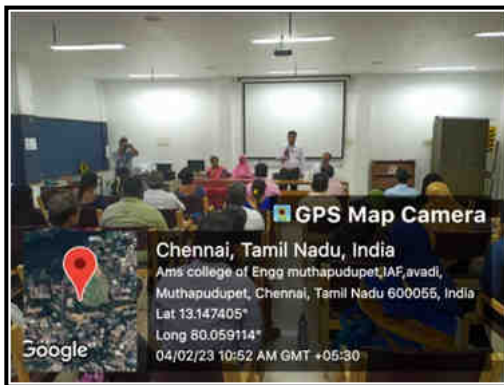 GPS Map Camera
Chennai, Tamil Nadu, India
Ams college of Engg muthapudupet,IAF,avadi,
Muthapudupet, Chennai, Tamil Nadu 600055, India
Lat 13.147405°
Long 80.059114°
04/02/23 10:52 AM GMT +05:30
Google